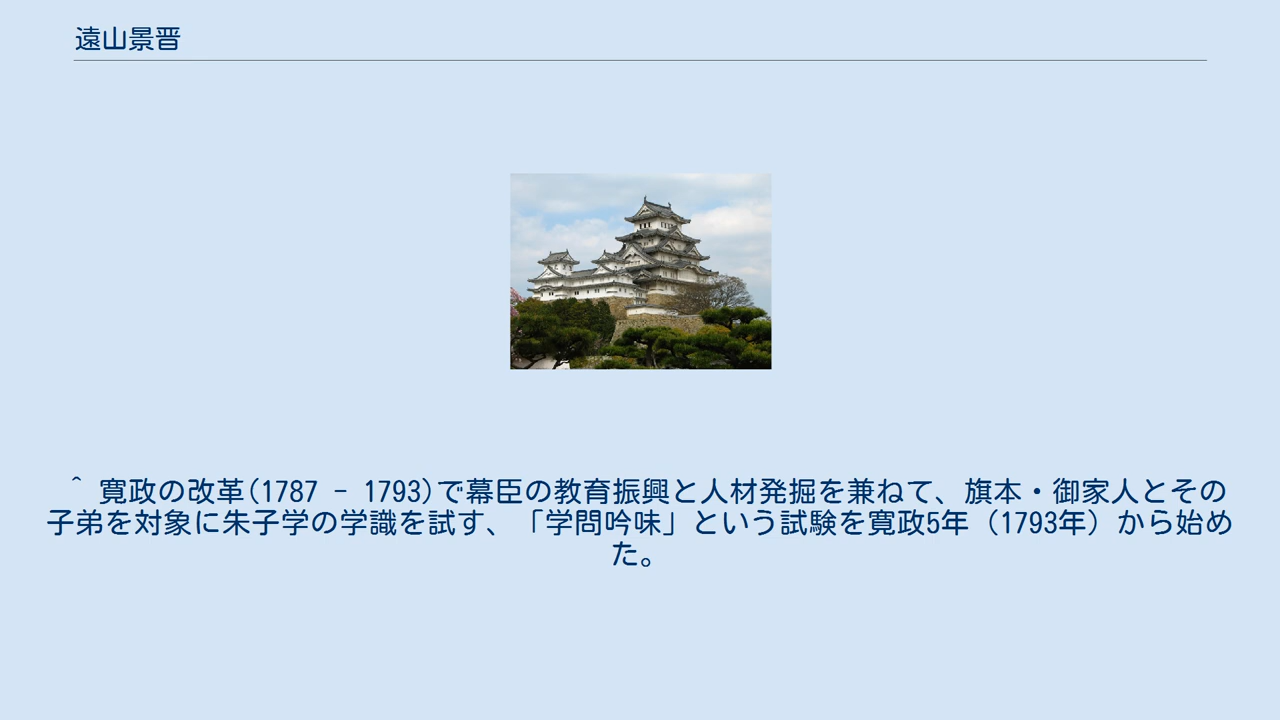 遠山景晋
^ 寛政の改革(1787 - 1793)で幕臣の教育振興と人材発掘を兼ねて、旗本・御家人とその
子弟を対象に朱子学の学識を試す、「学問吟味」という試験を寛政5年（1793年）から始め
た。